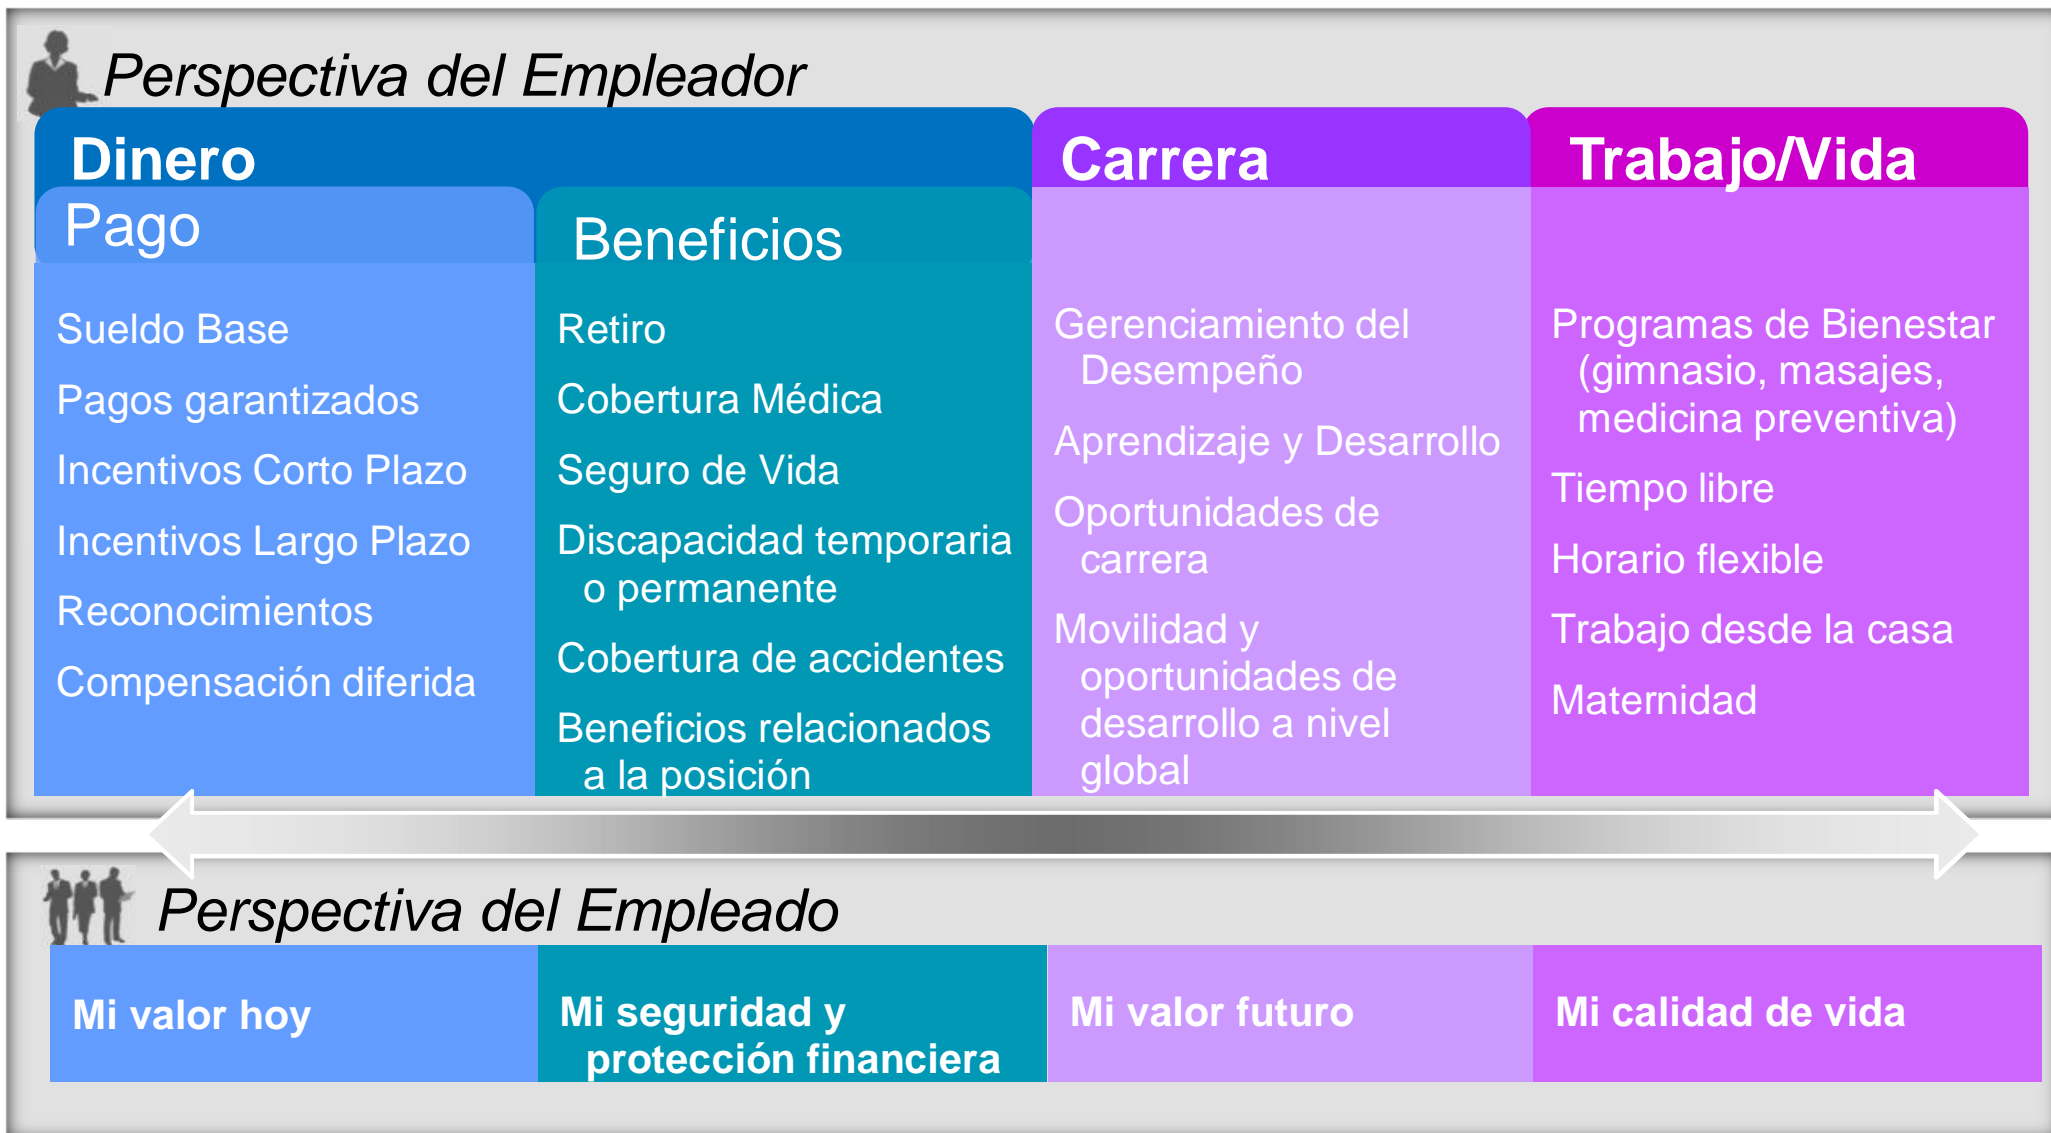 Perspectiva del Empleador
Dinero
Pago
Sueldo Base
Pagos garantizados
Incentivos Corto Plazo
Incentivos Largo Plazo
Reconocimientos
Compensación diferida
Beneficios
Retiro
Cobertura Médica
Seguro de Vida
Discapacidad temporaria
o permanente
Cobertura de accidentes
Beneficios relacionados
a la posición
Carrera
Gerenciamiento del
Desempeño
Aprendizaje y Desarrollo
Oportunidades de
carrera
Movilidad y
oportunidades de
desarrollo a nivel
global
Trabajo/Vida
Programas de Bienestar
(gimnasio, masajes,
medicina preventiva)
Tiempo libre
Horario flexible
Trabajo desde la casa
Maternidad
Perspectiva del Empleado
Mi valor hoy
Mi seguridad y
protección financiera
Mi valor futuro
Mi calidad de vida